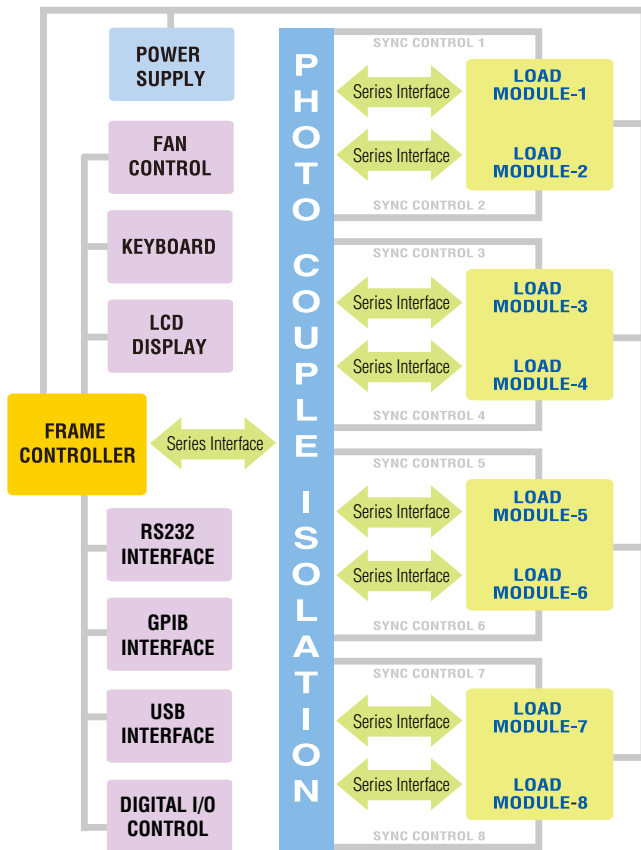 POWER
SUPPLY
FAN
CONTROL
KEYBOARD
LCD
DISPLAY
FRAME
CONTROLLER
Series Interface
RS232
INTERFACE
GPIB
INTERFACE
USB
INTERFACE
DIGITAL I/O
CONTROL
PHOTO COUPLE ISOLATION
SYNC CONTROL 1
Series Interface
LOAD
MODULE-1
Series Interface
LOAD
MODULE-2
SYNC CONTROL 2
SYNC CONTROL 3
Series Interface
LOAD
MODULE-3
Series Interface
LOAD
MODULE-4
SYNC CONTROL 4
SYNC CONTROL 5
Series Interface
LOAD
MODULE-5
Series Interface
LOAD
MODULE-6
SYNC CONTROL 6
SYNC CONTROL 7
Series Interface
LOAD
MODULE-7
Series Interface
LOAD
MODULE-8
SYNC CONTROL 8